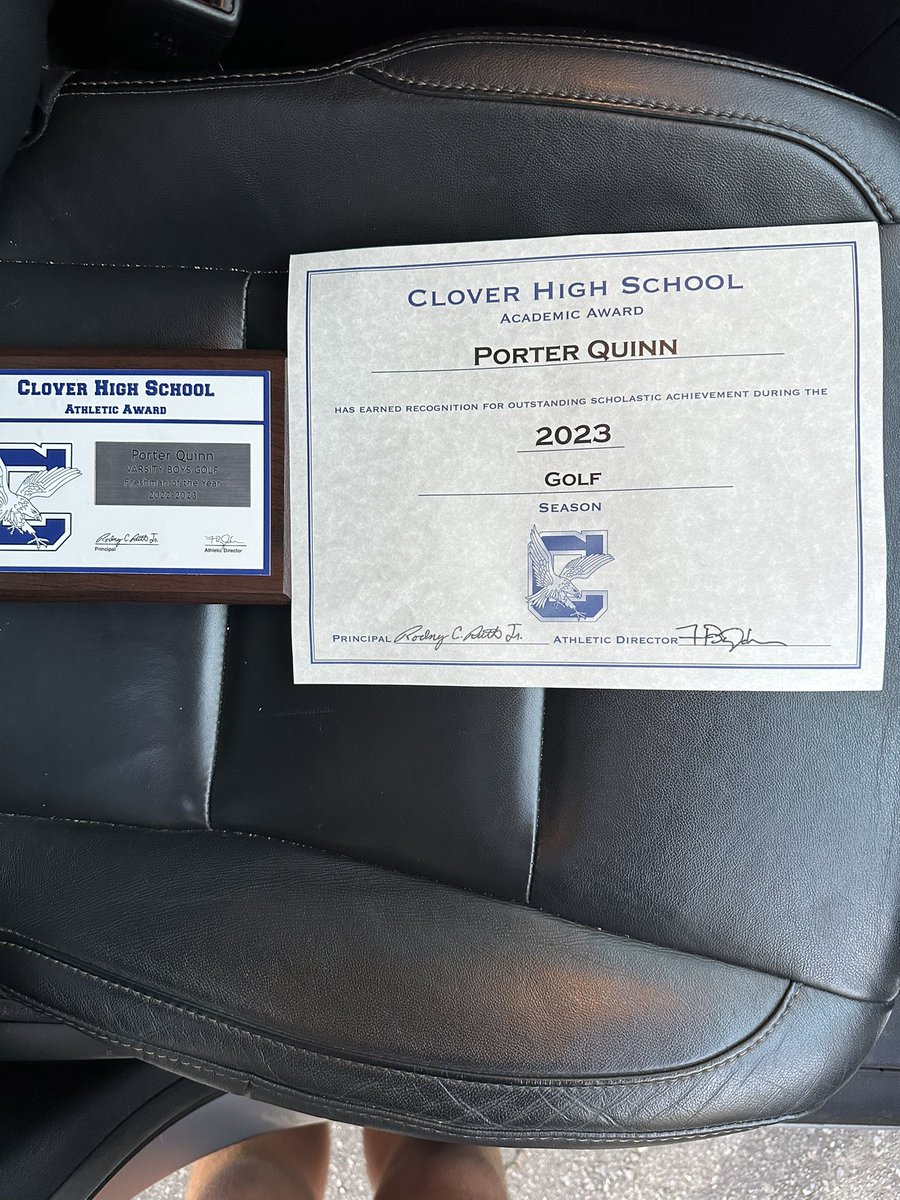 Clover High School
Athletic Award
Porter Quinn
VARSITY BOYS GOLF
Freshman of the Year
2022-2023
Principal
Athletic Director
Clover High School
Academic Award
Porter Quinn
has earned recognition for outstanding scholastic achievement during the
2023
Golf
Season
Principal Rodney C. Jr.
Athletic Director